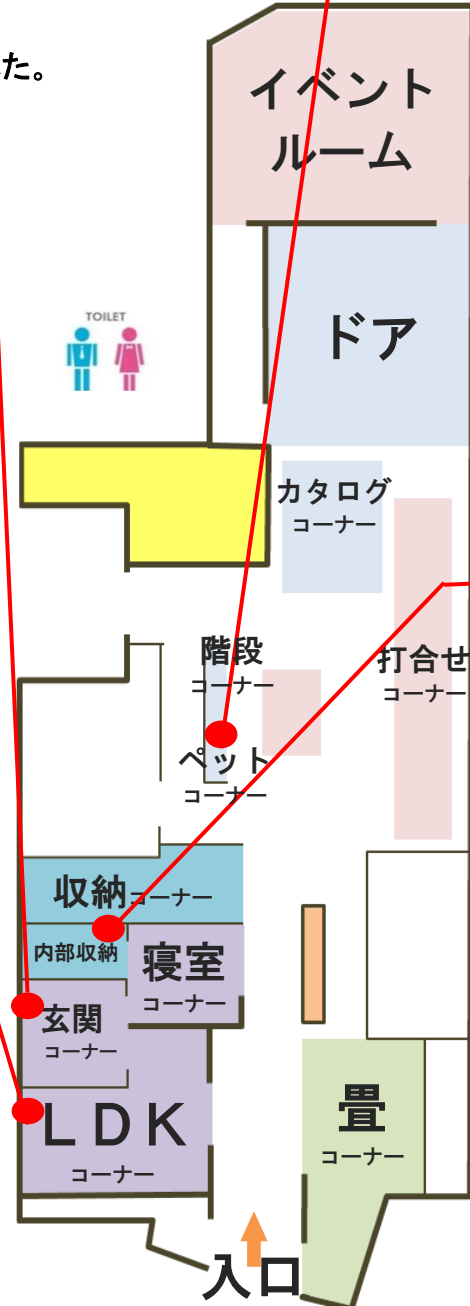 た。
イベント
ルーム
ドア
TOILET
カタログ
コーナー
階段
コーナー
打合せ
コーナー
ペット
コーナー
収納コーナー
内部収納
寝室
コーナー
玄関
コーナー
LDK
コーナー
畳
コーナー
入口